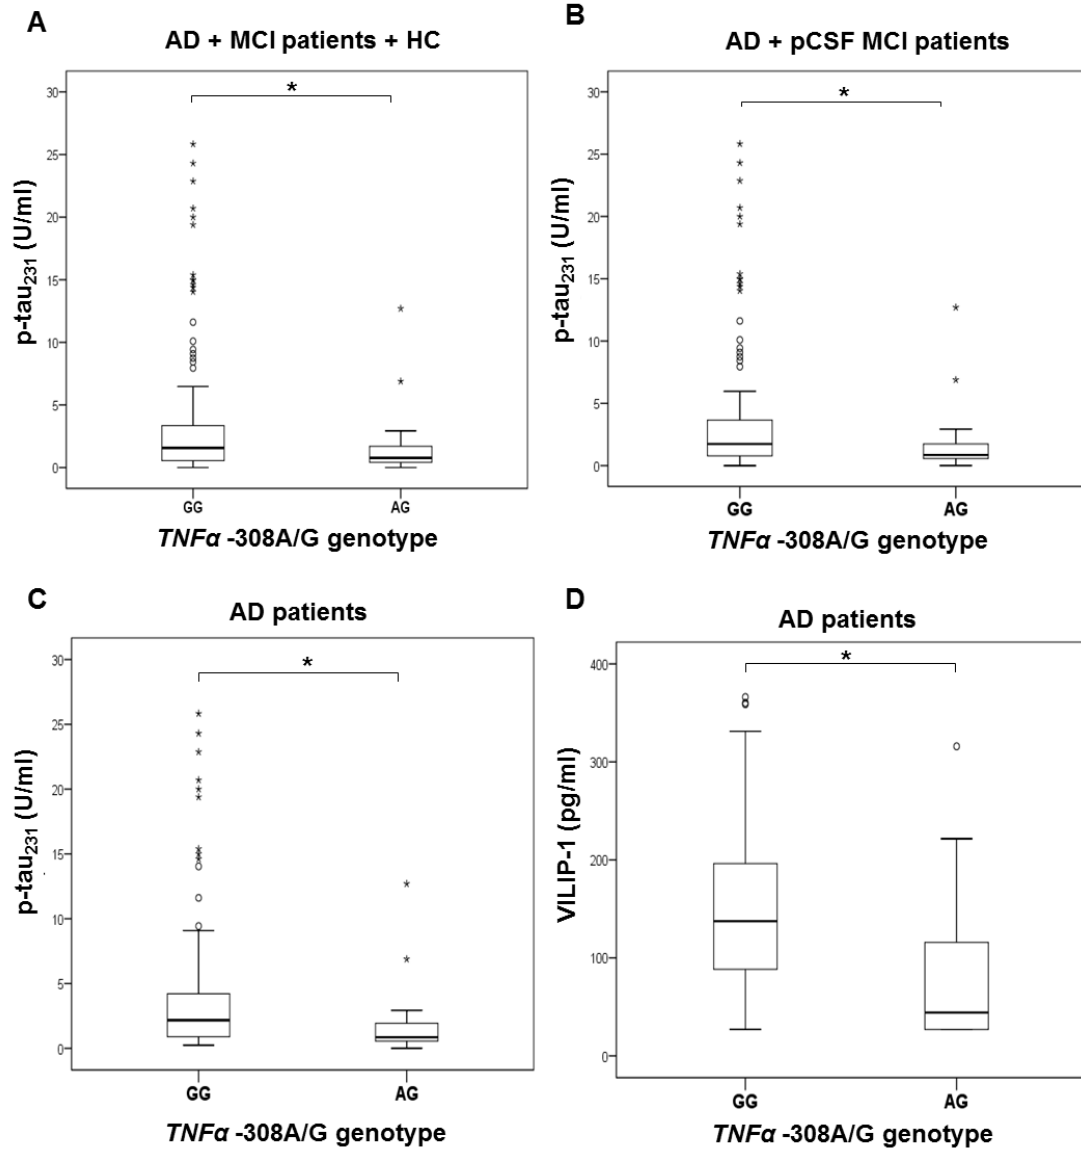 A
AD + MCI patients + HC
*
30
25
20
15
10
5
0
p-tau231 (U/ml)
GG
AG
TNFα -308A/G genotype
B
AD + pCSF MCI patients
*
30
25
20
15
10
5
0
p-tau231 (U/ml)
GG
AG
TNFα -308A/G genotype
C
AD patients
*
30
25
20
15
10
5
0
p-tau231 (U/ml)
GG
AG
TNFα -308A/G genotype
D
AD patients
*
400
300
200
100
0
VILIP-1 (pg/ml)
GG
AG
TNFα -308A/G genotype